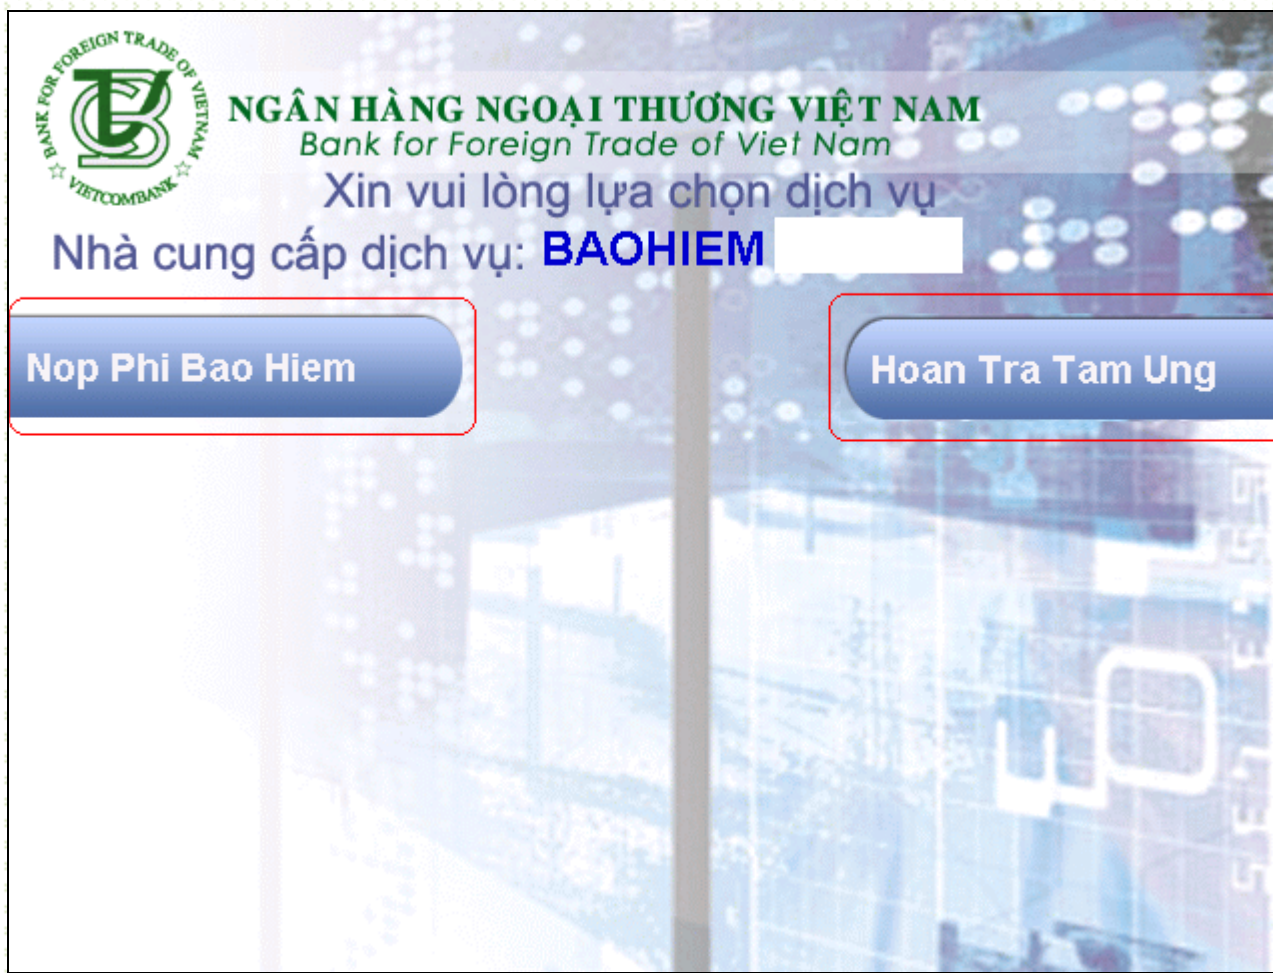 BANK FOR FOREIGN TRADE OF VIETNAM
VIETCOMBANK
NGÂN HÀNG NGOẠI THƯƠNG VIỆT NAM
Bank for Foreign Trade of Viet Nam
Xin vui lòng lựa chọn dịch vụ
Nhà cung cấp dịch vụ: BAOHIEM
Nop Phi Bao Hiem
Hoan Tra Tam Ung